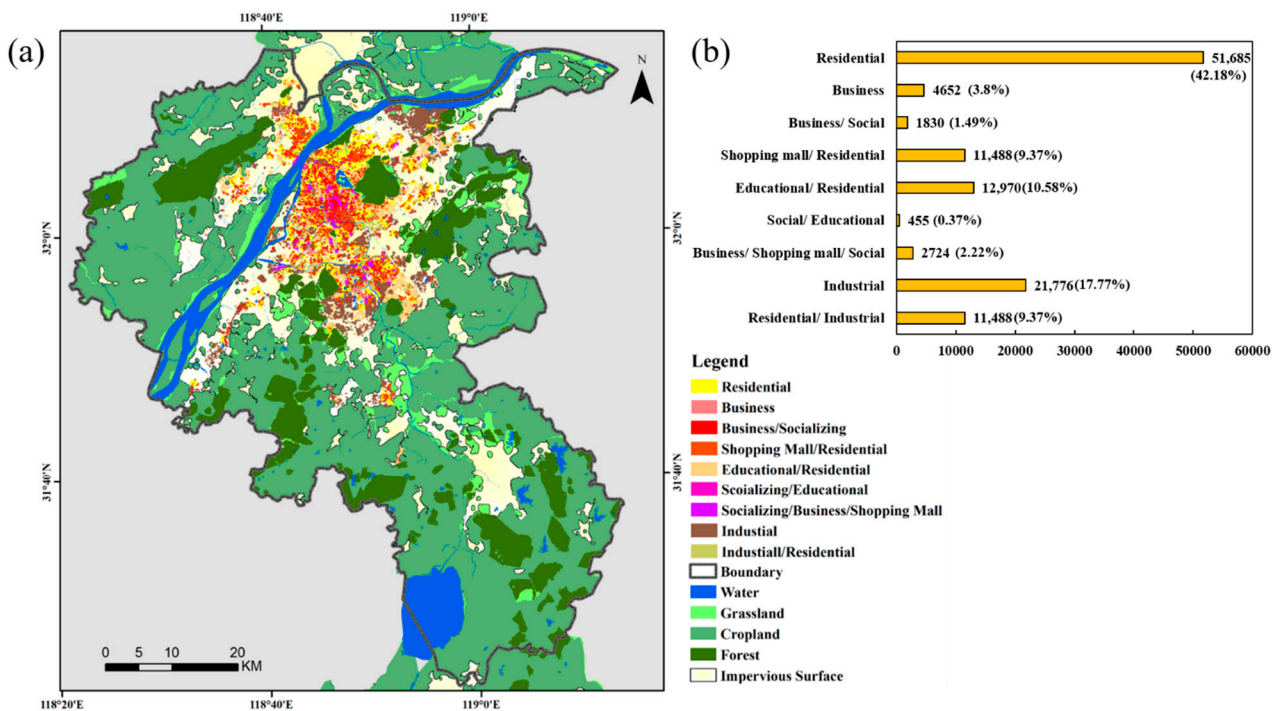 (a)
118°40'E
119°0'E
N
32°0'N
32°0'N
31°40'N
31°40'N
0 5 10 20
KM
118°20'E
118°40'E
119°0'E
(b)
Residential
51,685
(42.18%)
Business
4652 (3.8%)
Business/ Social
1830 (1.49%)
Shopping mall/ Residential
11,488(9.37%)
Educational/ Residential
12,970(10.58%)
Social/ Educational
455 (0.37%)
Business/ Shopping mall/ Social
2724 (2.22%)
Industrial
21,776(17.77%)
Residential/ Industrial
11,488(9.37%)
0 10000 20000 30000 40000 50000 60000
Legend
Residential
Business
Business/Socializing
Shopping Mall/Residential
Educational/Residential
Scoializing/Educational
Socializing/Business/Shopping Mall
Industial
Industiall/Residential
Boundary
Water
Grassland
Cropland
Forest
Impervious Surface